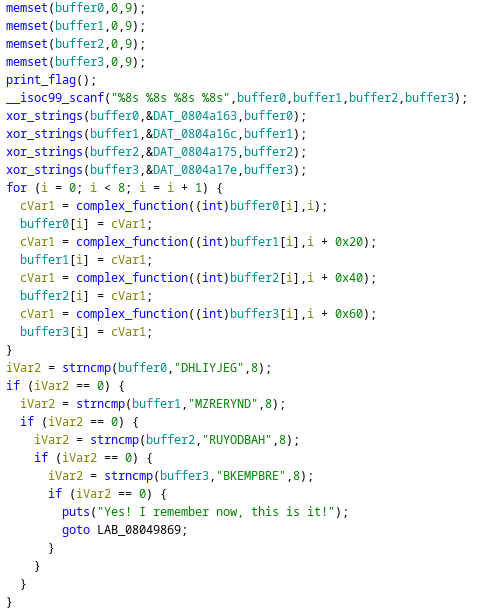 memset(buffer0,0,9);
memset(buffer1,0,9);
memset(buffer2,0,9);
memset(buffer3,0,9);
print_flag();
__isoc99_scanf("%8s %8s %8s %8s",buffer0,buffer1,buffer2,buffer3);
xor_strings(buffer0,&DAT_0804a163,buffer0);
xor_strings(buffer1,&DAT_0804a16c,buffer1);
xor_strings(buffer2,&DAT_0804a175,buffer2);
xor_strings(buffer3,&DAT_0804a17e,buffer3);
for (i = 0; i < 8; i = i + 1) {
  cVar1 = complex_function((int)buffer0[i],i);
  buffer0[i] = cVar1;
  cVar1 = complex_function((int)buffer1[i],i + 0x20);
  buffer1[i] = cVar1;
  cVar1 = complex_function((int)buffer2[i],i + 0x40);
  buffer2[i] = cVar1;
  cVar1 = complex_function((int)buffer3[i],i + 0x60);
  buffer3[i] = cVar1;
}
iVar2 = strncmp(buffer0,"DHLIYJEG",8);
if (iVar2 == 0) {
  iVar2 = strncmp(buffer1,"MZRERYND",8);
  if (iVar2 == 0) {
    iVar2 = strncmp(buffer2,"RUYODBAH",8);
    if (iVar2 == 0) {
      iVar2 = strncmp(buffer3,"BKEMPBRE",8);
      if (iVar2 == 0) {
        puts("Yes! I remember now, this is it!");
        goto LAB_08049869;
      }
    }
  }
}